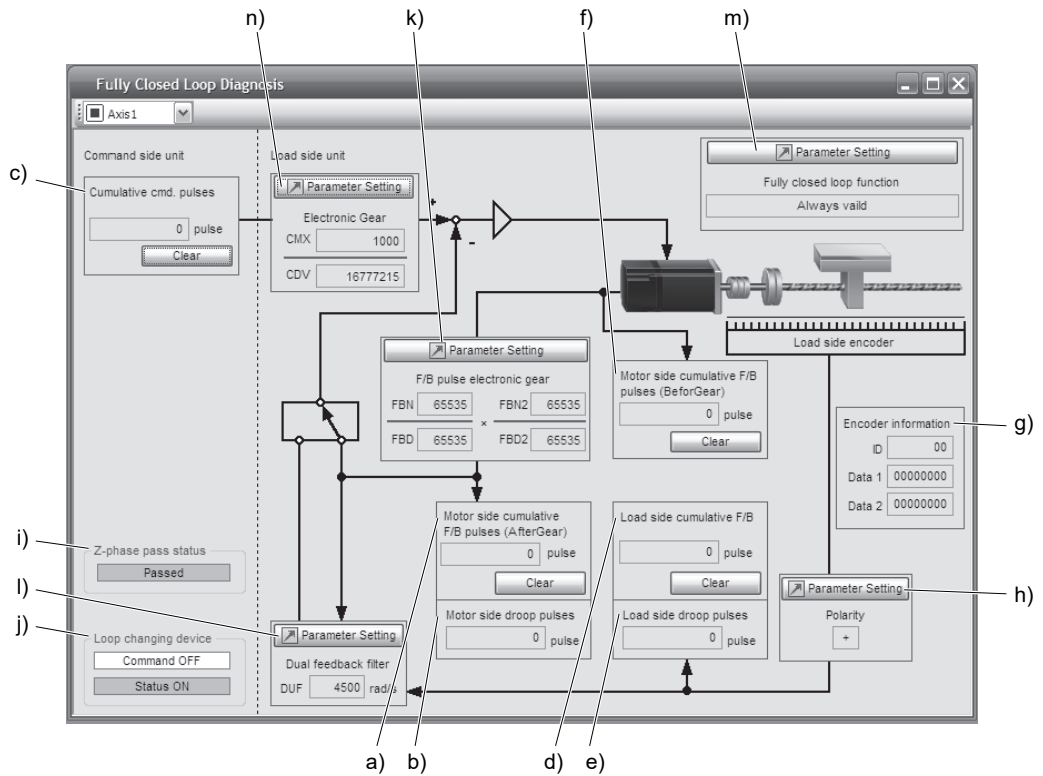 n)
k)
f)
m)
Fully Closed Loop Diagnosis
Axis1
c)
Command side unit
Cumulative cmd. pulses
0 pulse
Clear
Load side unit
Parameter Setting
Electronic Gear
CMX 1000
CDV 16777215
+
-
Parameter Setting
Fully closed loop function
Always vaild
Load side encoder
Parameter Setting
F/B pulse electronic gear
FBN 65535 FBN2 65535
×
FBD 65535 FBD2 65535
Motor side cumulative F/B
pulses (BeforGear)
0 pulse
Clear
Encoder information
ID 00
Data 1 00000000
Data 2 00000000
g)
Motor side cumulative
F/B pulses (AfterGear)
0 pulse
Clear
Motor side droop pulses
0 pulse
Load side cumulative F/B
0 pulse
Clear
Load side droop pulses
0 pulse
i)
Z-phase pass status
Passed
l)
j)
Loop changing device
Command OFF
Status ON
Parameter Setting
Dual feedback filter
DUF 4500 rad/s
Parameter Setting
Polarity
+
h)
a)
b)
d)
e)